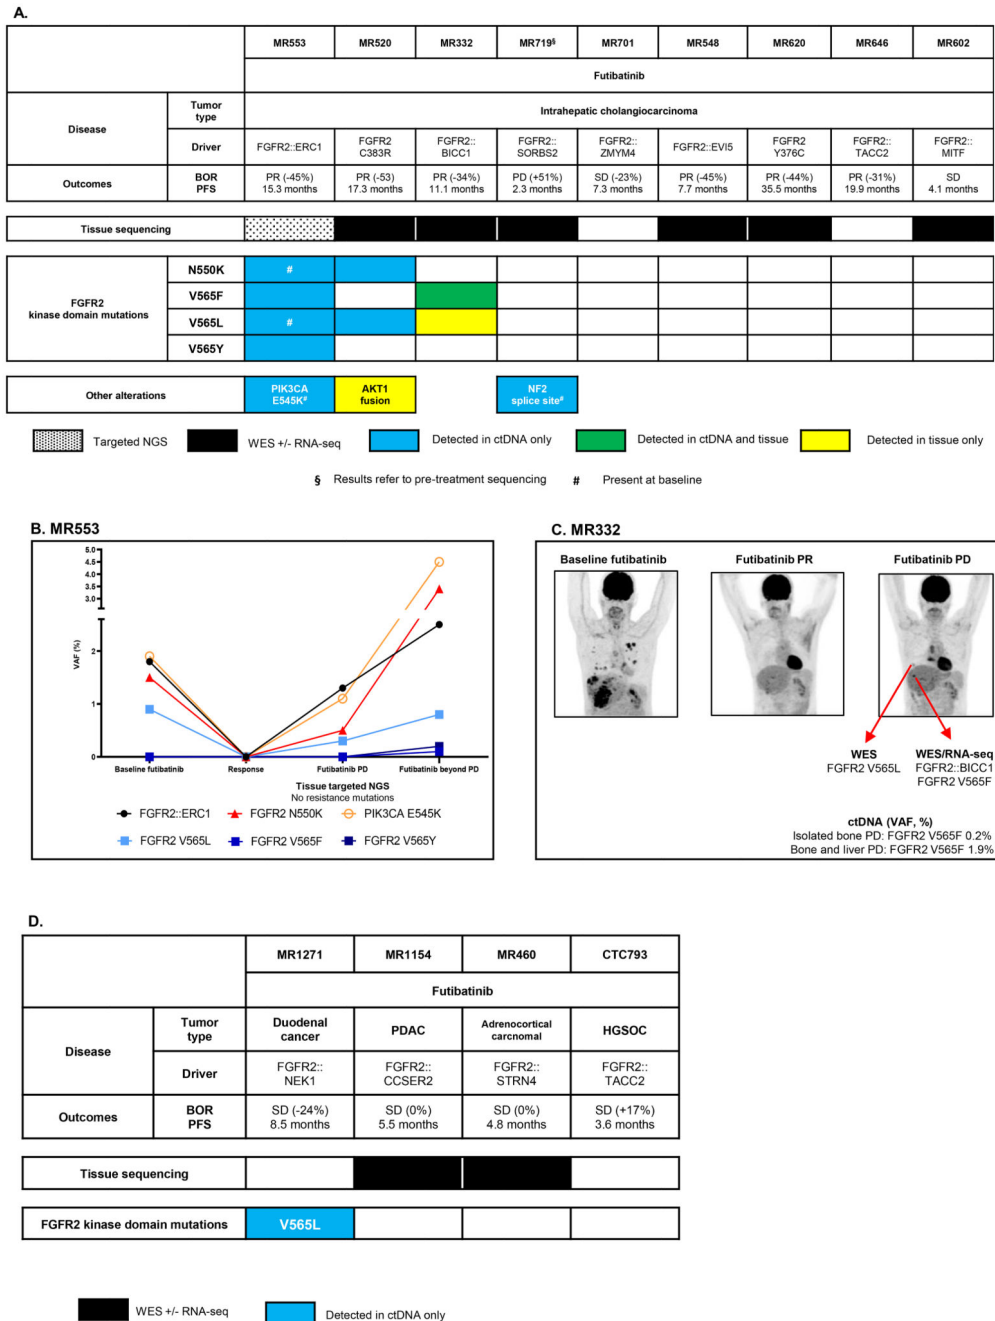 A.
MR553 MR520 MR332 MR719§ MR701 MR548 MR620 MR646 MR602
Futibatinib
Disease
Tumor
type
Intrahepatic cholangiocarcinoma
Driver
FGFR2::ERC1
FGFR2
C383R
FGFR2::
BICC1
FGFR2::
SORBS2
FGFR2::
ZMYM4
FGFR2::EVI5
FGFR2
Y376C
FGFR2::
TACC2
FGFR2::
MITF
Outcomes
BOR
PFS
PR (-45%)
15.3 months
PR (-53)
17.3 months
PR (-34%)
11.1 months
PD (+51%)
2.3 months
SD (-23%)
7.3 months
PR (-45%)
7.7 months
PR (-44%)
35.5 months
PR (-31%)
19.9 months
SD
4.1 months
Tissue sequencing
FGFR2
kinase domain mutations
N550K #
V565F
V565L #
V565Y
Other alterations
PIK3CA
E545K#
AKT1
fusion
NF2
splice site#
Targeted NGS WES +/- RNA-seq Detected in ctDNA only Detected in ctDNA and tissue Detected in tissue only
§ Results refer to pre-treatment sequencing # Present at baseline
B. MR553
VAF (%)
5.0
4.5
4.0
3.5
3.0
2
1
0
Baseline futibatinib Response Futibatinib PD Futibatinib beyond PD
Tissue targeted NGS
No resistance mutations
FGFR2::ERC1 FGFR2 N550K PIK3CA E545K
FGFR2 V565L FGFR2 V565F FGFR2 V565Y
C. MR332
Baseline futibatinib Futibatinib PR Futibatinib PD
WES
FGFR2 V565L
WES/RNA-seq
FGFR2::BICC1
FGFR2 V565F
ctDNA (VAF, %)
Isolated bone PD: FGFR2 V565F 0.2%
Bone and liver PD: FGFR2 V565F 1.9%
D.
MR1271 MR1154 MR460 CTC793
Futibatinib
Disease
Tumor
type
Duodenal
cancer
PDAC
Adrenocortical
carcnomal
HGSOC
Driver
FGFR2::
NEK1
FGFR2::
CCSER2
FGFR2::
STRN4
FGFR2::
TACC2
Outcomes
BOR
PFS
SD (-24%)
8.5 months
SD (0%)
5.5 months
SD (0%)
4.8 months
SD (+17%)
3.6 months
Tissue sequencing
FGFR2 kinase domain mutations V565L
WES +/- RNA-seq Detected in ctDNA only